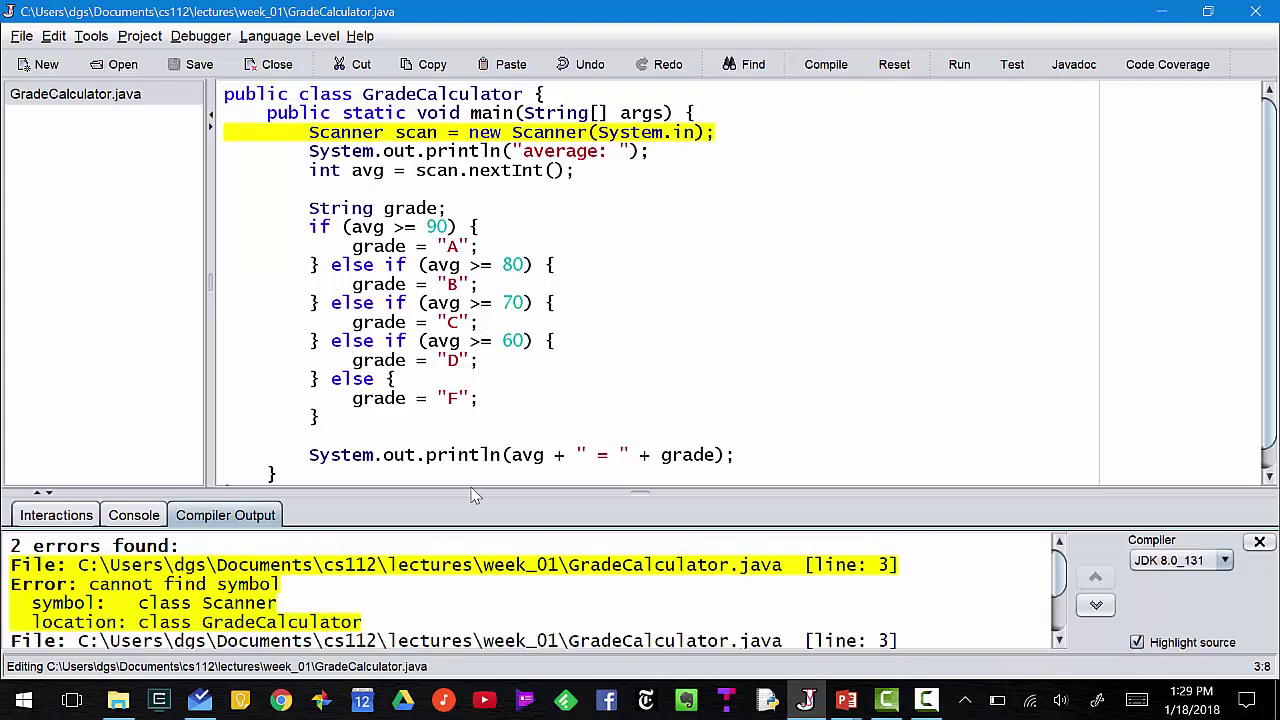 C:\Users\dgs\Documents\cs112\lectures\week_01\GradeCalculator.java
File Edit Tools Project Debugger Language Level Help
New Open Save Close Cut Copy Paste Undo Redo Find Compile Reset Run Test Javadoc Code Coverage
GradeCalculator.java
public class GradeCalculator {
public static void main(String[] args) {
Scanner scan = new Scanner(System.in);
System.out.println("average: ");
int avg = scan.nextInt();
String grade;
if (avg >= 90) {
grade = "A";
} else if (avg >= 80) {
grade = "B";
} else if (avg >= 70) {
grade = "C";
} else if (avg >= 60) {
grade = "D";
} else {
grade = "F";
}
System.out.println(avg + " = " + grade);
}
Interactions Console Compiler Output
2 errors found:
File: C:\Users\dgs\Documents\cs112\lectures\week_01\GradeCalculator.java [line: 3]
Error: cannot find symbol
symbol: class Scanner
location: class GradeCalculator
File: C:\Users\dgs\Documents\cs112\lectures\week_01\GradeCalculator.java [line: 3]
Compiler
JDK 8.0_131
Highlight source
Editing C:\Users\dgs\Documents\cs112\lectures\week_01\GradeCalculator.java 3:8
12
1:29 PM
1/18/2018